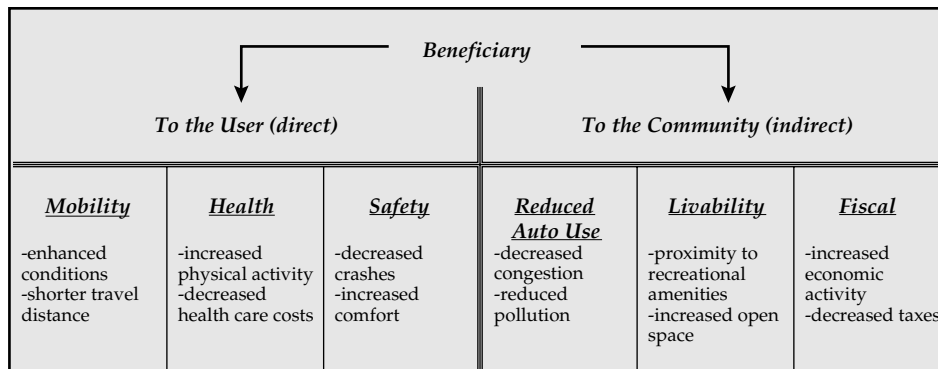 Beneficiary
To the User (direct)
To the Community (indirect)
Mobility
-enhanced
conditions
-shorter travel
distance
Health
-increased
physical activity
-decreased
health care costs
Safety
-decreased
crashes
-increased
comfort
Reduced
Auto Use
-decreased
congestion
-reduced
pollution
Livability
-proximity to
recreational
amenities
-increased open
space
Fiscal
-increased
economic
activity
-decreased taxes